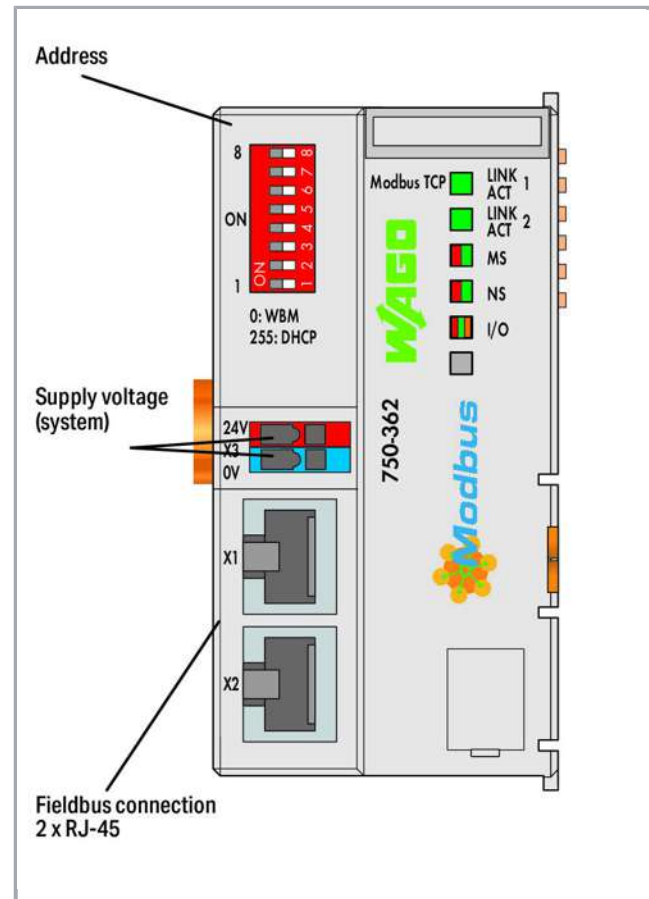 Address
8
ON
1
ON
1 2 3 4 5 6 7 8
0: WBM
255: DHCP
Modbus TCP
LINK
ACT 1
LINK
ACT 2
MS
NS
I/O
WAGO
Supply voltage
(system)
24V
X3
0V
750-362
Modbus
X1
X2
Fieldbus connection
2 x RJ-45